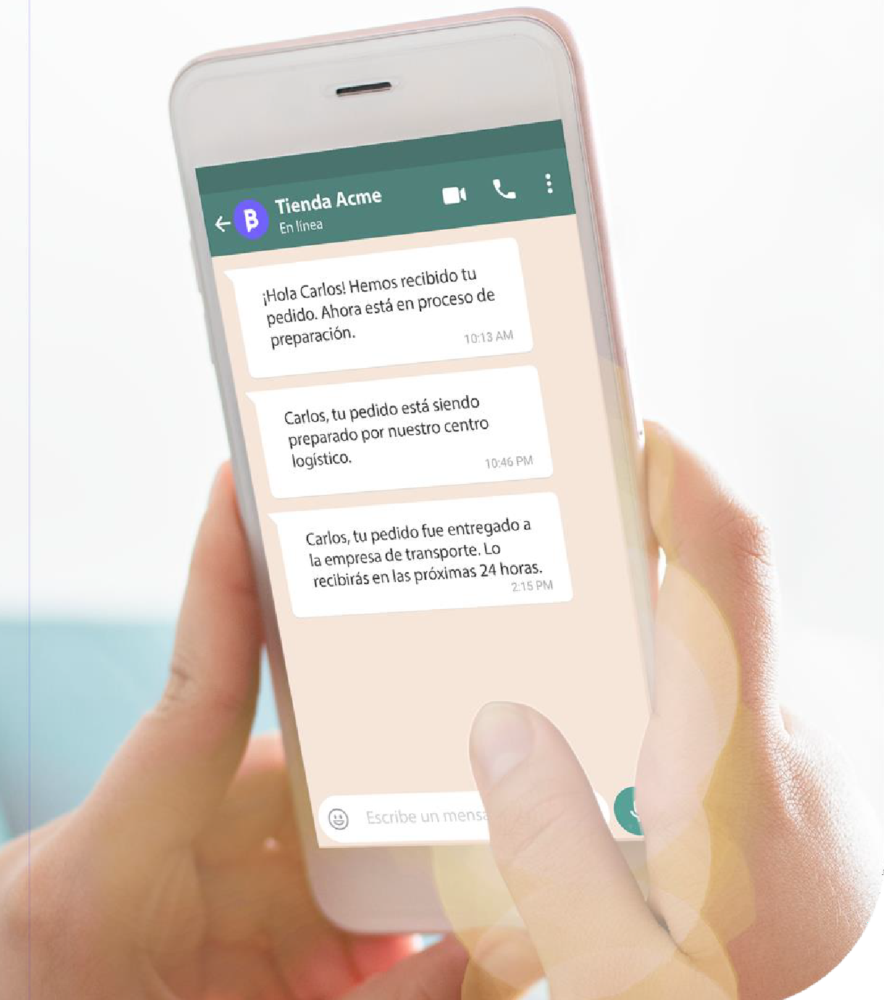 Tienda Acme
En línea
¡Hola Carlos! Hemos recibido tu
pedido. Ahora está en proceso de
preparación.
10:13 AM
Carlos, tu pedido está siendo
preparado por nuestro centro
logístico.
10:46 PM
Carlos, tu pedido fue entregado a
la empresa de transporte. Lo
recibirás en las próximas 24 horas.
2:15 PM
Escribe un mensa